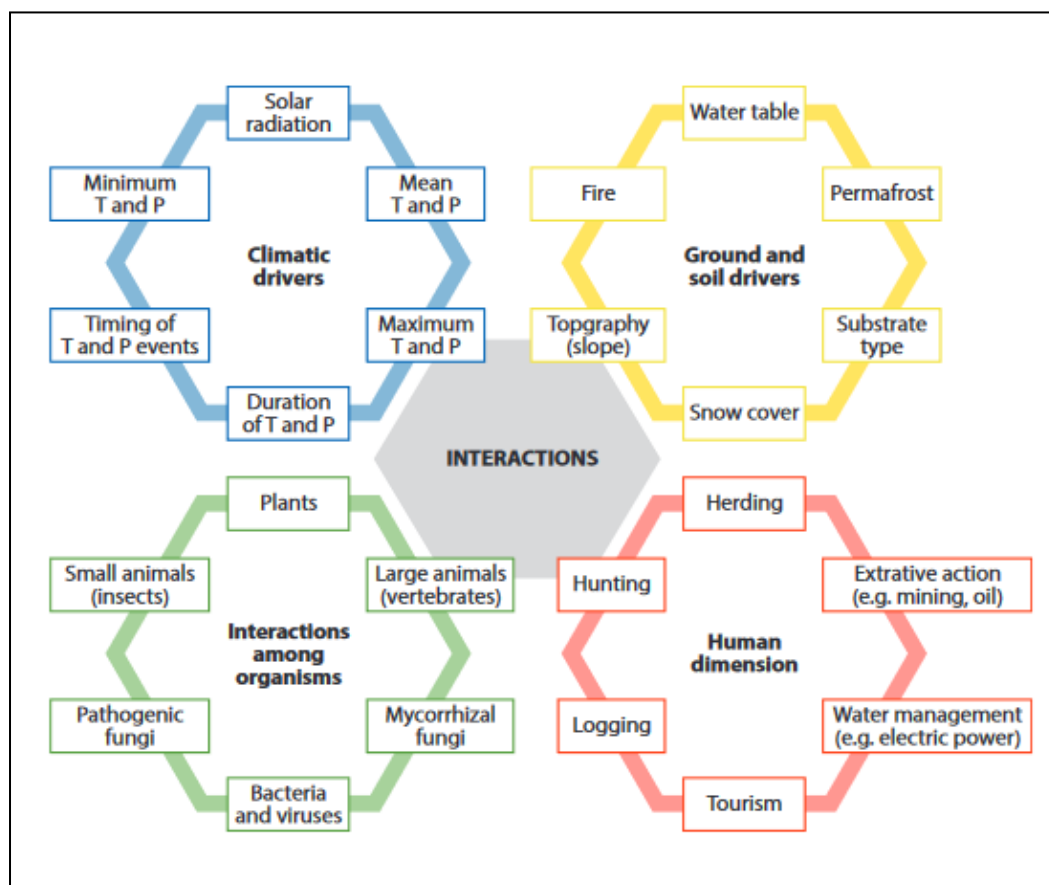 Solar
radiation
Minimum
T and P
Mean
T and P
Climatic
drivers
Timing of
T and P events
Maximum
T and P
Duration
of T and P
Water table
Fire
Permafrost
Ground and
soil drivers
Topgraphy
(slope)
Substrate
type
Snow cover
INTERACTIONS
Plants
Small animals
(insects)
Large animals
(vertebrates)
Interactions
among
organisms
Pathogenic
fungi
Mycorrhizal
fungi
Bacteria
and viruses
Herding
Hunting
Extrative action
(e.g. mining, oil)
Human
dimension
Logging
Water management
(e.g. electric power)
Tourism